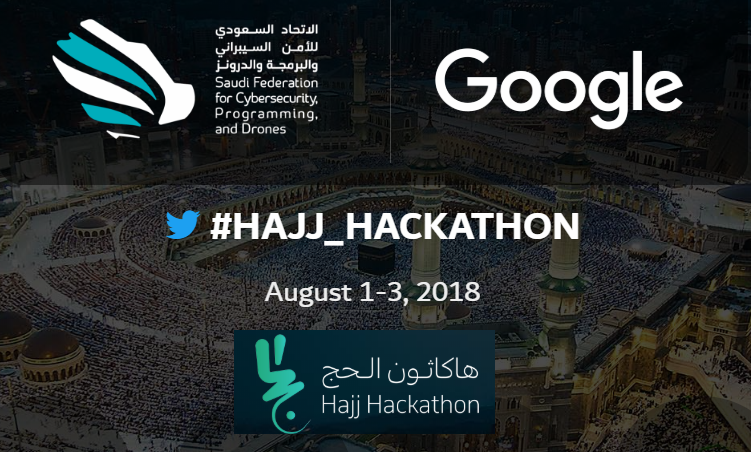 الاتحاد السعودي
للأمن السيبراني
والبرمجة والدرونز
Saudi Federation
for Cybersecurity,
Programming,
and Drones
Google
#HAJJ_HACKATHON
August 1-3, 2018
هاكاثون الحج
Hajj Hackathon